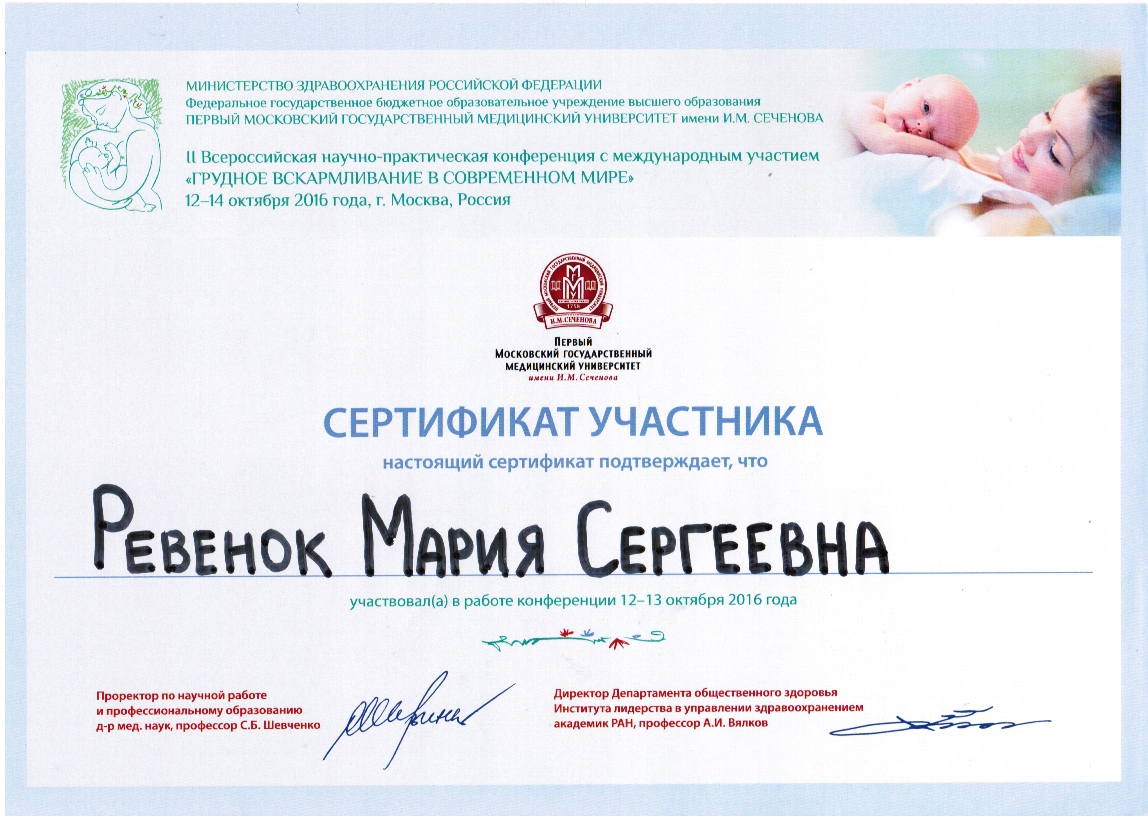 МИНИСТЕРСТВО ЗДРАВООХРАНЕНИЯ РОССИЙСКОЙ ФЕДЕРАЦИИ
Федеральное государственное бюджетное образовательное учреждение высшего образования
ПЕРВЫЙ МОСКОВСКИЙ ГОСУДАРСТВЕННЫЙ МЕДИЦИНСКИЙ УНИВЕРСИТЕТ имени И.М. СЕЧЕНОВА
II Всероссийская научно-практическая конференция с международным участием
«ГРУДНОЕ ВСКАРМЛИВАНИЕ В СОВРЕМЕННОМ МИРЕ»
12–14 октября 2016 года, г. Москва, Россия
1758
И.М. СЕЧЕНОВА
ПЕРВЫЙ
МОСКОВСКИЙ ГОСУДАРСТВЕННЫЙ
МЕДИЦИНСКИЙ УНИВЕРСИТЕТ
имени И.М. Сеченова
СЕРТИФИКАТ УЧАСТНИКА
настоящий сертификат подтверждает, что
РЕВЕНОК МАРИЯ СЕРГЕЕВНА
участвовал(а) в работе конференции 12–13 октября 2016 года
Проректор по научной работе
и профессиональному образованию
д-р мед. наук, профессор С.Б. Шевченко
Директор Департамента общественного здоровья
Института лидерства в управлении здравоохранением
академик РАН, профессор А.И. Вялков